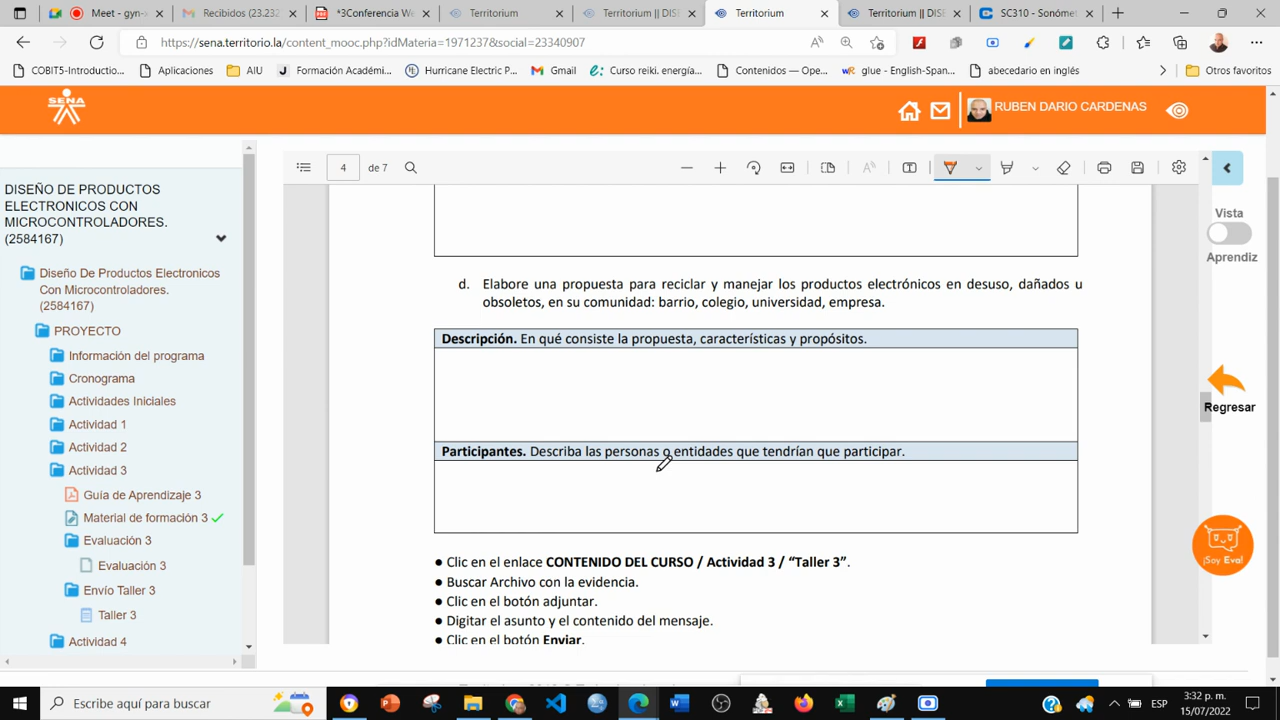 Meet - gyn-x
Recibidos (23.232
*3Conferencia We
Territorium
Territorium || DISE
Territorium
Territorium || DISE
SC310 - Sonóme
https://sena.territorio.la/content_mooc.php?idMateria=1971237&social=23340907
COBIT5-Introductio...
Aplicaciones
AIU
Formación Académi...
Hurricane Electric P...
Gmail
Curso reiki. energía...
Contenidos — Ope...
glue - English-Span...
abecedario en inglés
Otros favoritos
SENA
RUBEN DARIO CARDENAS
DISEÑO DE PRODUCTOS
ELECTRONICOS CON
MICROCONTROLADORES.
(2584167)
Diseño De Productos Electronicos
Con Microcontroladores.
(2584167)
PROYECTO
Información del programa
Cronograma
Actividades Iniciales
Actividad 1
Actividad 2
Actividad 3
Guía de Aprendizaje 3
Material de formación 3
Evaluación 3
Evaluación 3
Envío Taller 3
Taller 3
Actividad 4
4 de 7
d. Elabore una propuesta para reciclar y manejar los productos electrónicos en desuso, dañados u
obsoletos, en su comunidad: barrio, colegio, universidad, empresa.
Descripción. En qué consiste la propuesta, características y propósitos.
Participantes. Describa las personas o entidades que tendrían que participar.
● Clic en el enlace CONTENIDO DEL CURSO / Actividad 3 / “Taller 3”.
● Buscar Archivo con la evidencia.
● Clic en el botón adjuntar.
● Digitar el asunto y el contenido del mensaje.
● Clic en el botón Enviar.
Vista
Aprendiz
Regresar
¡Soy Eva!
Escribe aquí para buscar
ESP
3:32 p. m.
15/07/2022